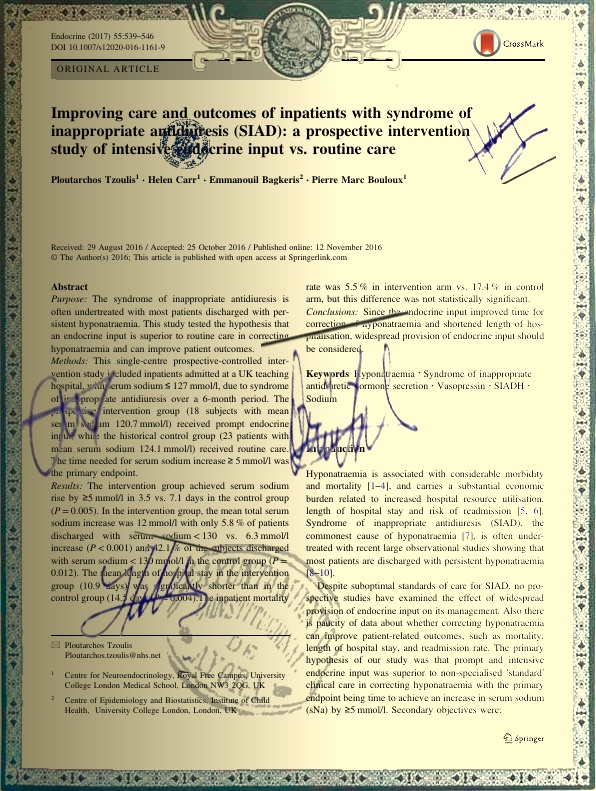 Endocrine (2017) 55:539–546
DOI 10.1007/s12020-016-1161-9
CrossMark
ORIGINAL ARTICLE
Improving care and outcomes of inpatients with syndrome of
inappropriate antidiuresis (SIAD): a prospective intervention
study of intensive endocrine input vs. routine care
Ploutarchos Tzoulis1 · Helen Carr1 · Emmanouil Bagkeris2 · Pierre Marc Bouloux1
Received: 29 August 2016 / Accepted: 25 October 2016 / Published online: 12 November 2016
© The Author(s) 2016; This article is published with open access at Springerlink.com
Abstract
Purpose: The syndrome of inappropriate antidiuresis is
often undertreated with most patients discharged with per-
sistent hyponatraemia. This study tested the hypothesis that
an endocrine input is superior to routine care in correcting
hyponatraemia and can improve patient outcomes.
Methods: This single-centre prospective-controlled inter-
vention study included inpatients admitted at a UK teaching
hospital, with serum sodium ≤ 127 mmol/l, due to syndrome
of inappropriate antidiuresis over a 6-month period. The
prospective intervention group (18 subjects with mean
serum sodium 120.7 mmol/l) received prompt endocrine
input while the historical control group (23 patients with
mean serum sodium 124.1 mmol/l) received routine care.
The time needed for serum sodium increase ≥ 5 mmol/l was
the primary endpoint.
Results: The intervention group achieved serum sodium
rise by ≥5 mmol/l in 3.5 vs. 7.1 days in the control group
(P = 0.005). In the intervention group, the mean total serum
sodium increase was 12 mmol/l with only 5.8 % of patients
discharged with serum sodium < 130 vs. 6.3 mmol/l
increase (P < 0.001) and 42.1 % of the subjects discharged
with serum sodium < 130 mmol/l in the control group (P =
0.012). The mean length of hospital stay in the intervention
group (10.9 days) was significantly shorter than in the
control group (14.5 days; 0.004). The inpatient mortality
rate was 5.5 % in intervention arm vs. 17.4 % in control
arm, but this difference was not statistically significant.
Conclusions: Since the endocrine input improved time for
correction of hyponatraemia and shortened length of hos-
pitalisation, widespread provision of endocrine input should
be considered.
Keywords Hyponatraemia · Syndrome of inappropriate
antidiuretic hormone secretion · Vasopressin · SIADH ·
Sodium
Introduction
Hyponatraemia is associated with considerable morbidity
and mortality [1–4], and carries a substantial economic
burden related to increased hospital resource utilisation,
length of hospital stay and risk of readmission [5, 6].
Syndrome of inappropriate antidiuresis (SIAD), the
commonest cause of hyponatraemia [7], is often under-
treated with recent large observational studies showing that
most patients are discharged with persistent hyponatraemia
[8–10].
Despite suboptimal standards of care for SIAD, no pro-
spective studies have examined the effect of widespread
provision of endocrine input on its management. Also there
is paucity of data about whether correcting hyponatraemia
can improve patient-related outcomes, such as mortality,
length of hospital stay, and readmission rate. The primary
hypothesis of our study was that prompt and intensive
endocrine input was superior to non-specialised 'standard'
clinical care in correcting hyponatraemia with the primary
endpoint being time to achieve an increase in serum sodium
(sNa) by ≥5 mmol/l. Secondary objectives were:
Ploutarchos Tzoulis
Ploutarchos.tzoulis@nhs.net
1 Centre for Neuroendocrinology, Royal Free Campus, University
College London Medical School, London NW3 2QG, UK
2 Centre of Epidemiology and Biostatistics, Institute of Child
Health, University College London, London, UK
Springer